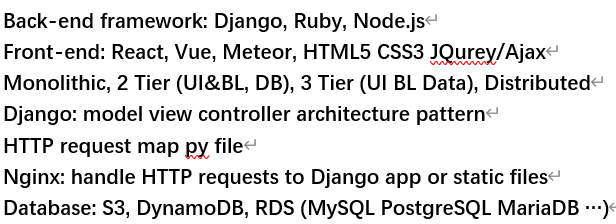 Back-end framework: Django, Ruby, Node.js
Front-end: React, Vue, Meteor, HTML5 CSS3 JQurey/Ajax
Monolithic, 2 Tier (UI&BL, DB), 3 Tier (UI BL Data), Distributed
Django: model view controller architecture pattern
HTTP request map py file
Nginx: handle HTTP requests to Django app or static files
Database: S3, DynamoDB, RDS (MySQL PostgreSQL MariaDB ···)